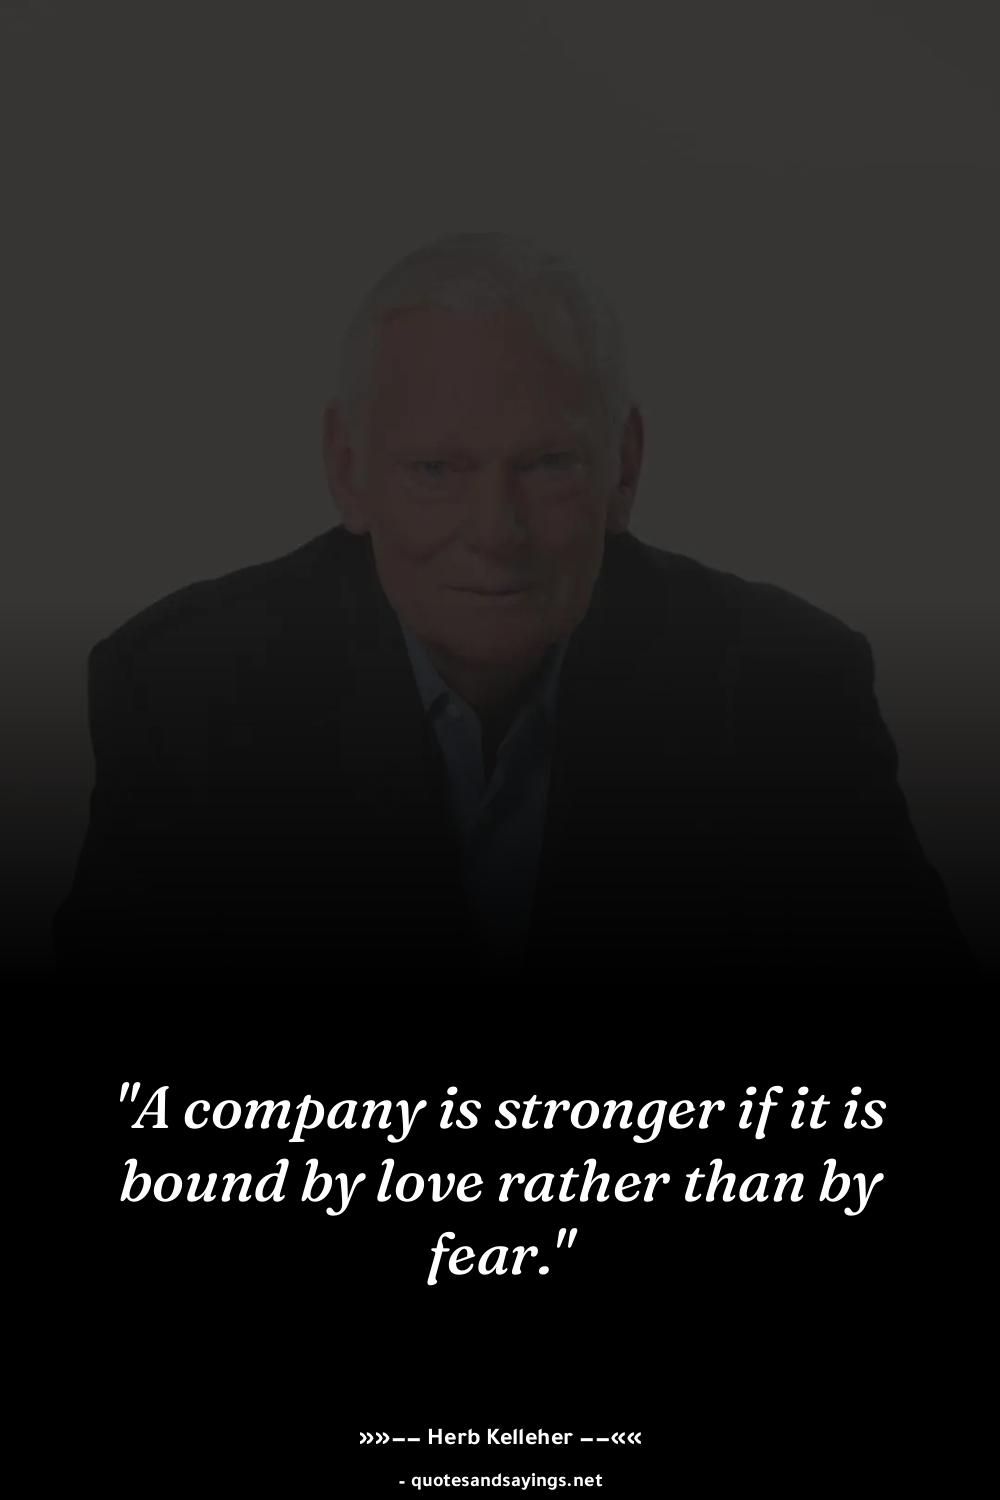 "A company is stronger if it is
bound by love rather than by
fear."
»»−− Herb Kelleher −−««
- quotesandsayings.net